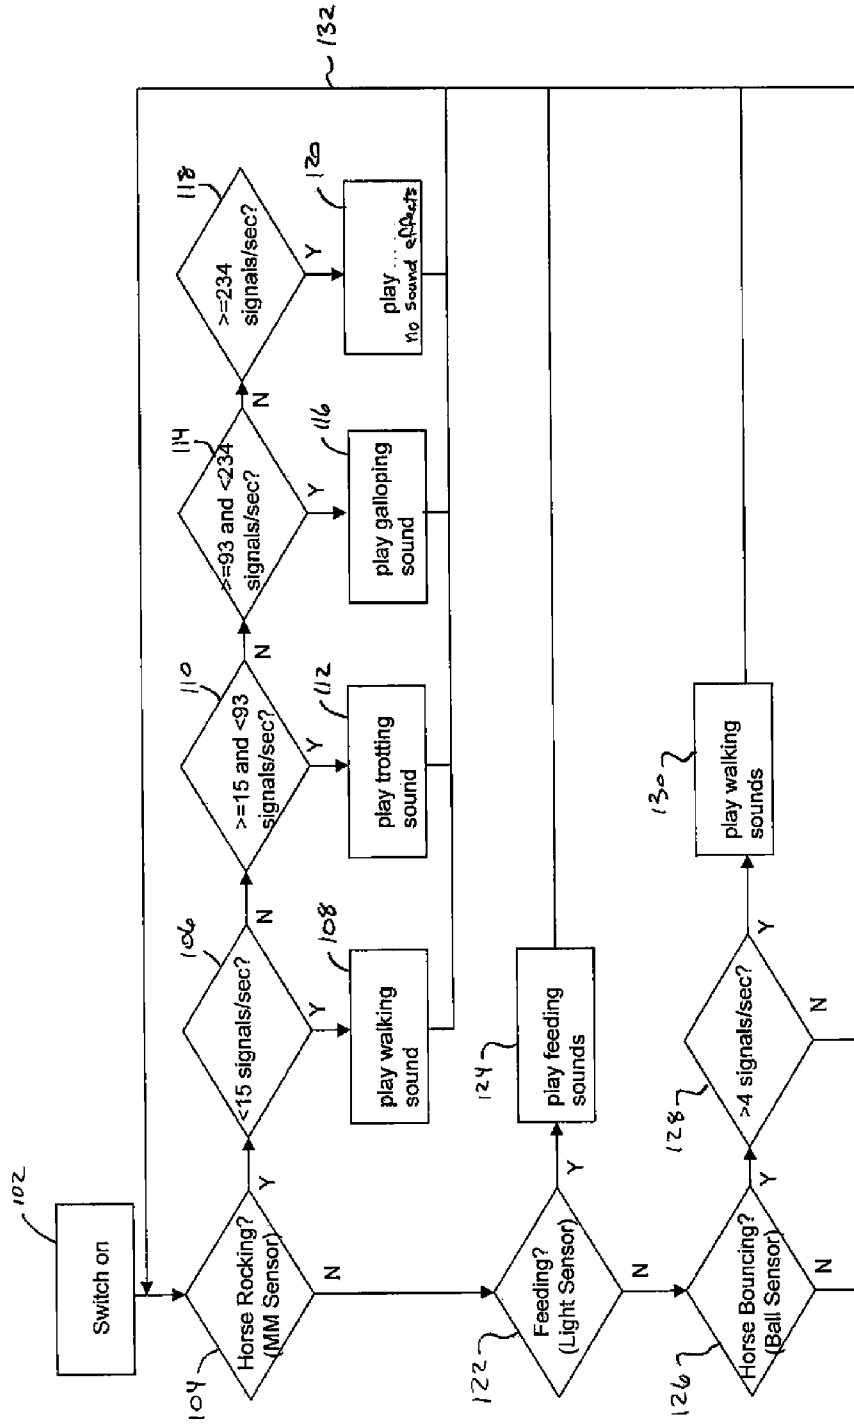 102
Switch on
132
104
Horse Rocking?
(MM Sensor)
Y
N
106
<15 signals/sec?
Y
N
108
play walking
sound
110
>=15 and <93
signals/sec?
Y
N
112
play trotting
sound
114
>=93 and <234
signals/sec?
Y
N
116
play galloping
sound
118
>=234
signals/sec?
Y
120
play ....
no sound effects
122
Feeding?
(Light Sensor)
Y
N
124
play feeding
sounds
126
Horse Bouncing?
(Ball Sensor)
Y
N
128
>4 signals/sec?
Y
N
130
play walking
sounds